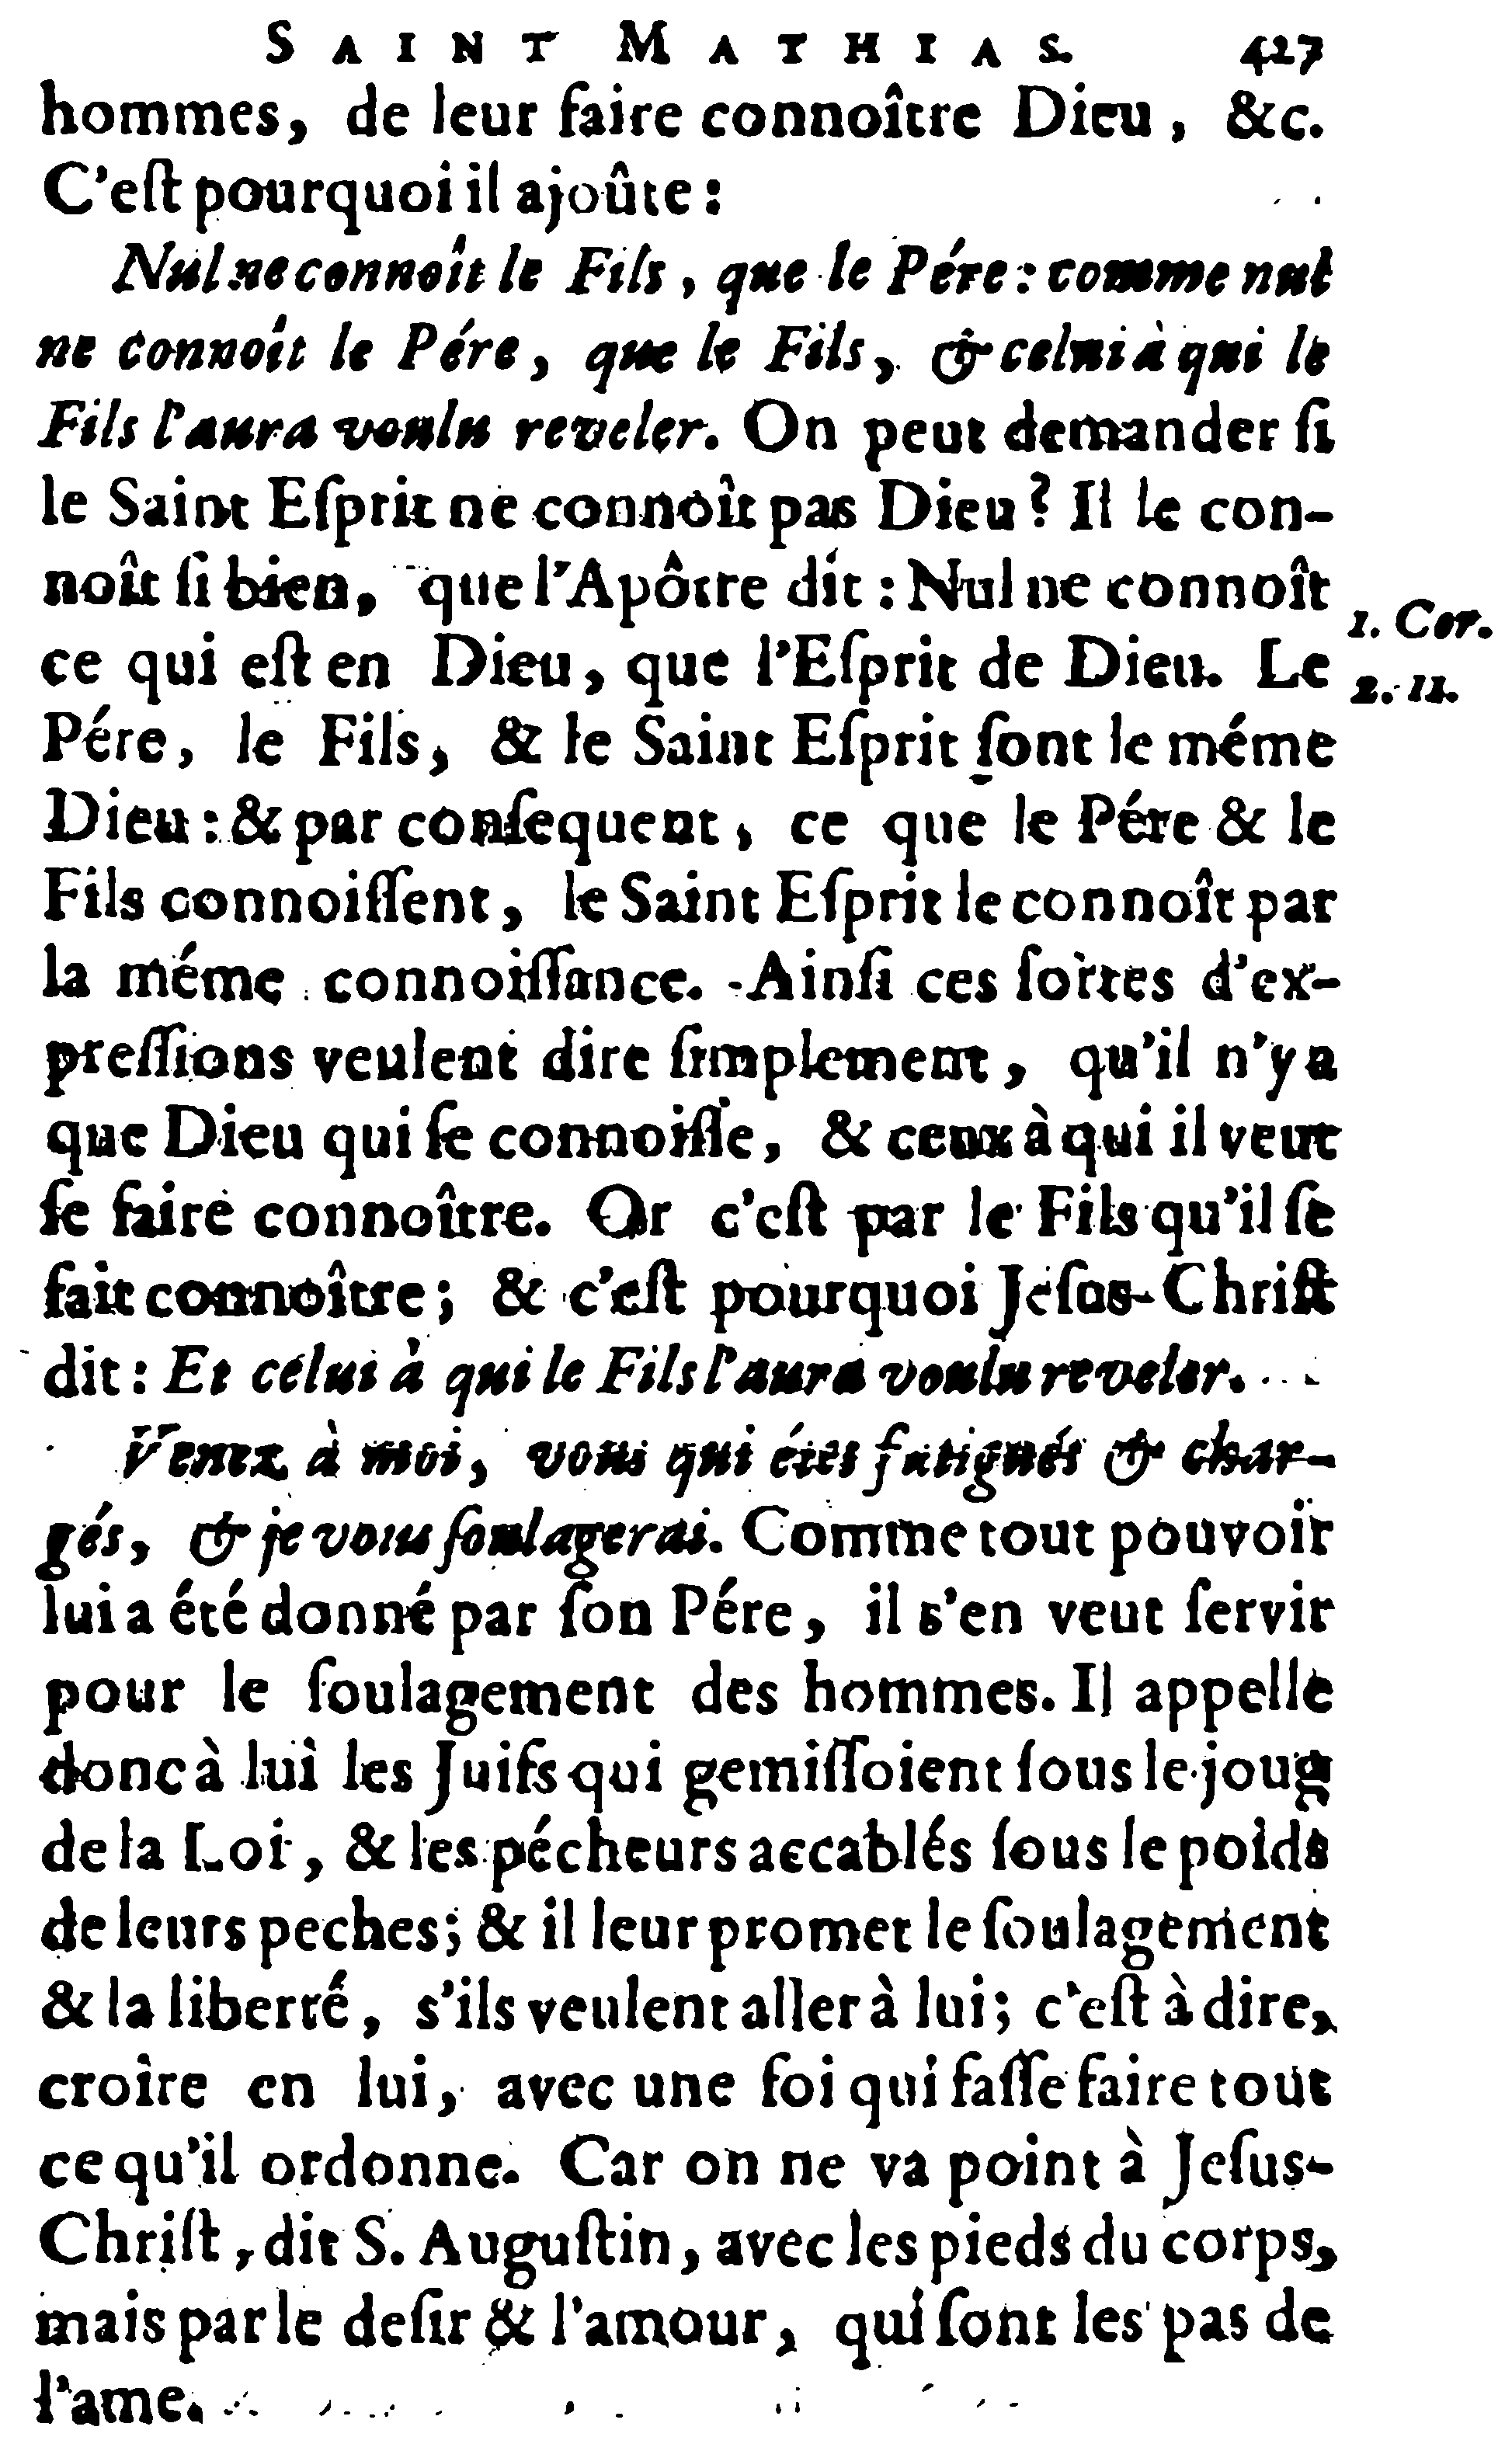 SAINT MATHIAS. 427
hommes, de leur faire connoître Dieu, &c.
C'eſt pourquoi il ajoûte :
Nul ne connoît le Fils, que le Pére : comme nul
ne connoît le Pére, que le Fils, & celui à qui le
Fils l'aura voulu reveler. On peut demander ſi
le Saint Eſprit ne connoît pas Dieu ? Il le con-
noît ſi bien, que l'Apôtre dit : Nul ne connoît
ce qui eſt en Dieu, que l'Eſprit de Dieu. Le
1. Cor.
2. 11.
Pére, le Fils, & le Saint Eſprit ſont le méme
Dieu : & par conſequent, ce que le Pére & le
Fils connoiſſent, le Saint Eſprit le connoît par
la méme connoiſſance. Ainſi ces ſortes d'ex-
preſſions veulent dire ſimplement, qu'il n'y a
que Dieu qui ſe connoiſſe, & ceux à qui il veut
ſe faire connoître. Or c'eſt par le Fils qu'il ſe
fait connoître ; & c'eſt pourquoi Jeſus-Chriſt
dit : Et celui à qui le Fils l'aura voulu reveler.
Venez à moi, vous qui étes fatignés & char-
gés, & je vous ſoulagerai. Comme tout pouvoir
lui a été donné par ſon Pére, il s'en veut ſervir
pour le ſoulagement des hommes. Il appelle
donc à lui les Juifs qui gemiſſoient ſous le joug
de la Loi, & les pécheurs accablés ſous le poids
de leurs peches ; & il leur promet le ſoulagement
& la liberté, s'ils veulent aller à lui ; c'eſt à dire,
croire en lui, avec une foi qui faſſe faire tout
ce qu'il ordonne. Car on ne va point à Jeſus-
Chriſt, dit S. Auguſtin, avec les pieds du corps,
mais par le deſir & l'amour, qui ſont les pas de
l'ame.